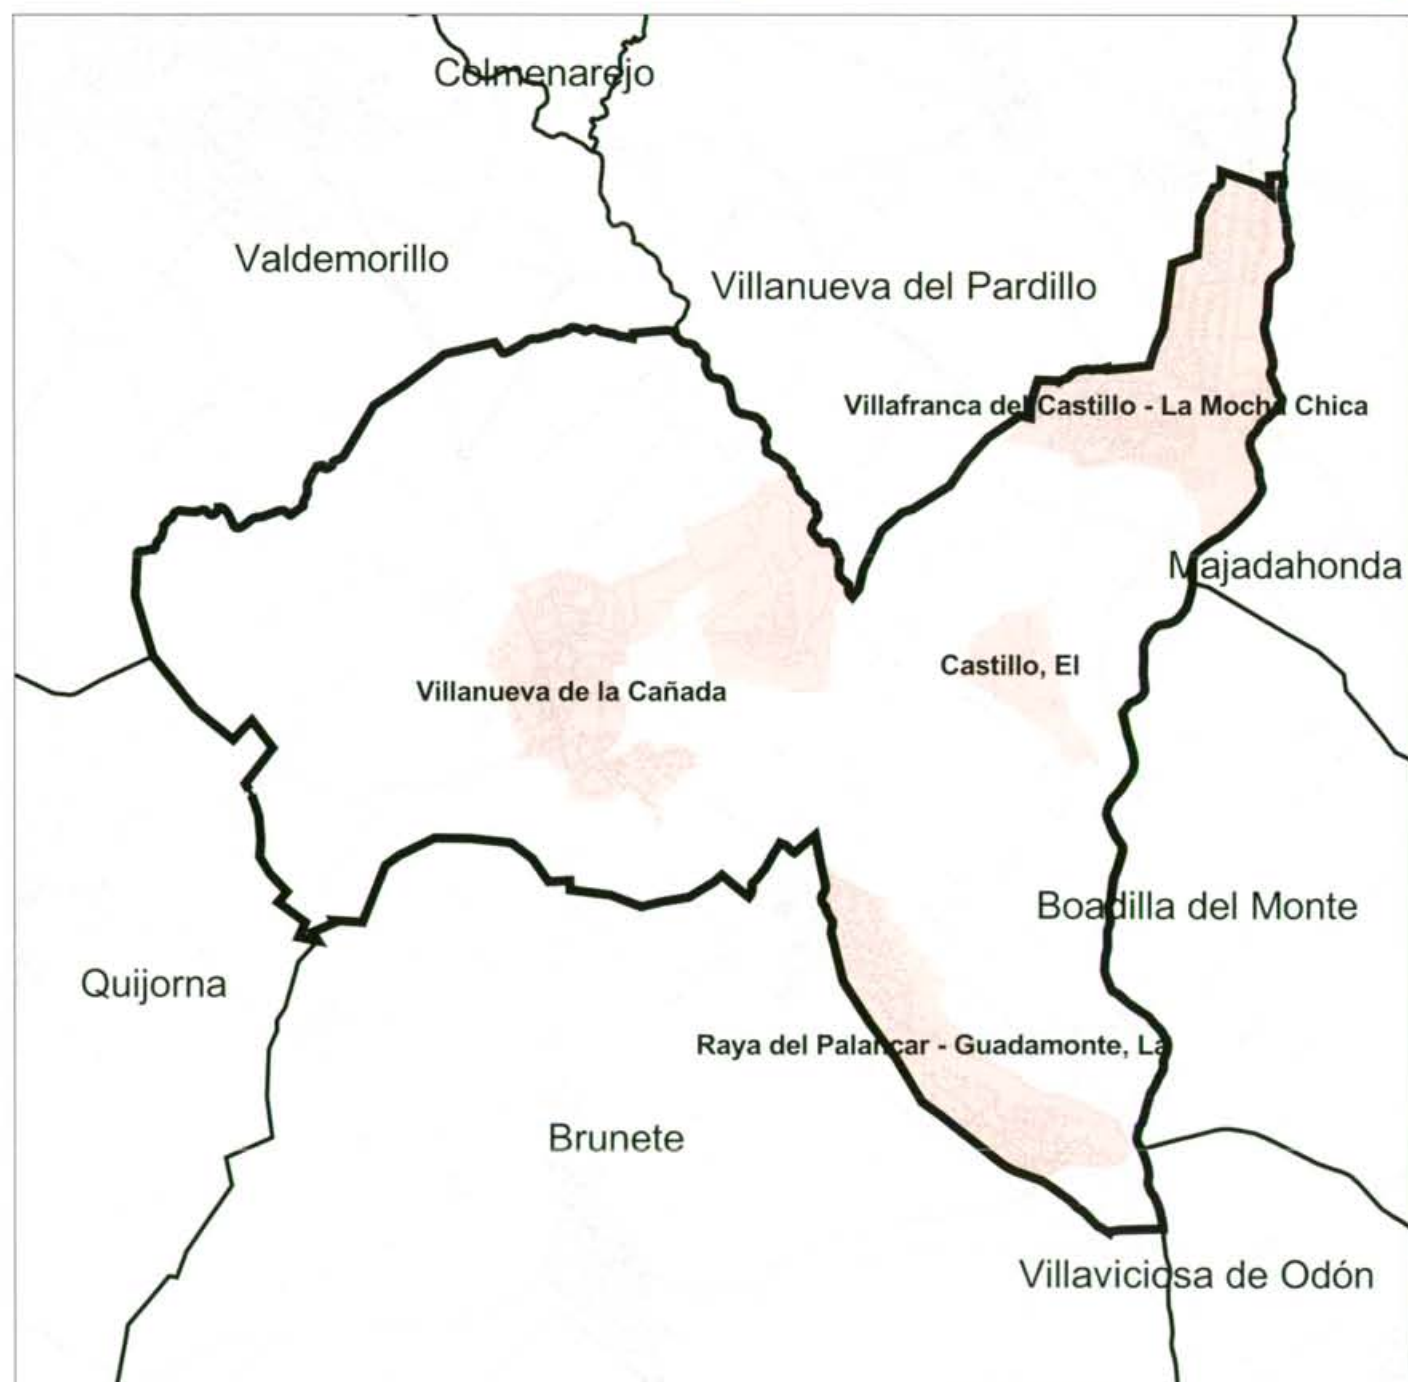 Colmenarejo
Valdemorillo
Villanueva del Pardillo
Villafranca del Castillo - La Mocha Chica
Majadahonda
Castillo, El
Villanueva de la Cañada
Boadilla del Monte
Quijorna
Raya del Palancar - Guadamonte, La
Brunete
Villaviciosa de Odón